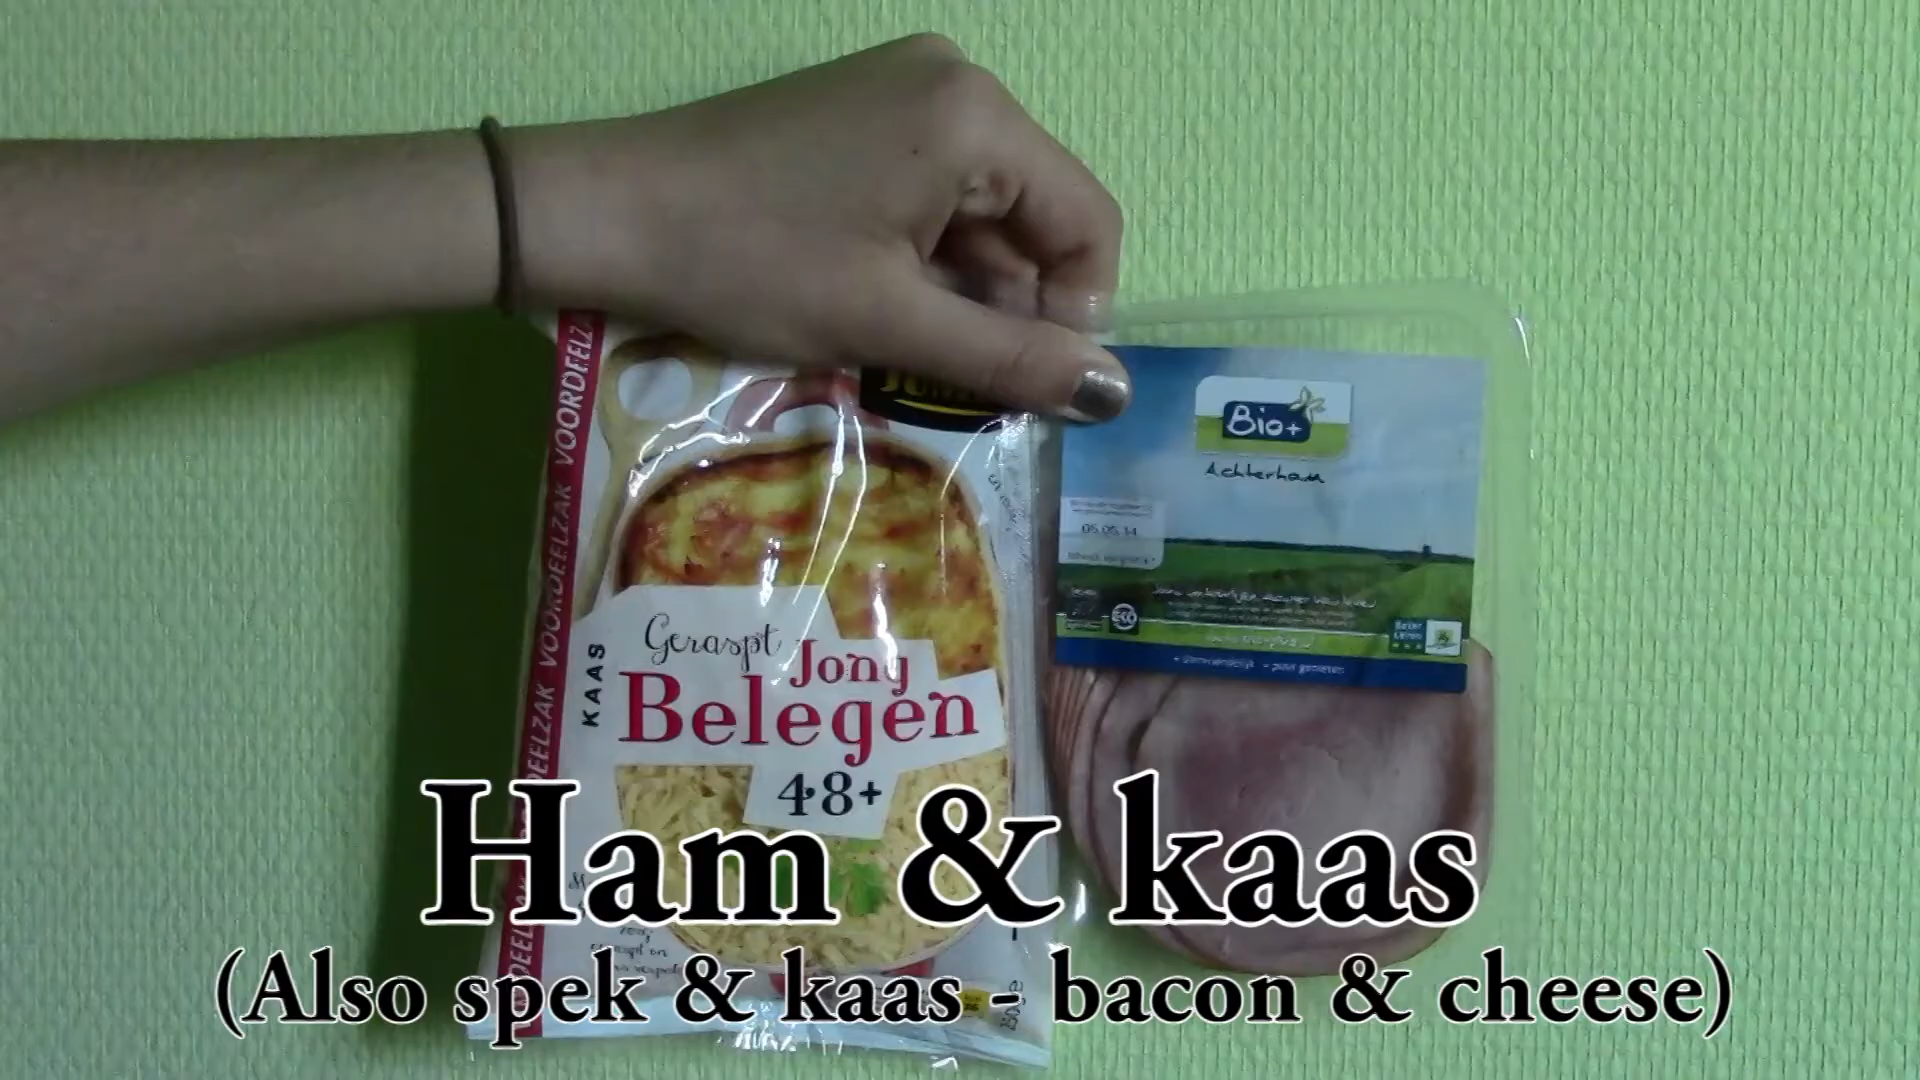 VOORDEELZAK VOORDEELZAK VOORDEELZ
KAAS
Geraspt
Jong
Belegen
48+
Bio+
Achterham
05.05.14
EKO
Ham & kaas
(Also spek & kaas - bacon & cheese)